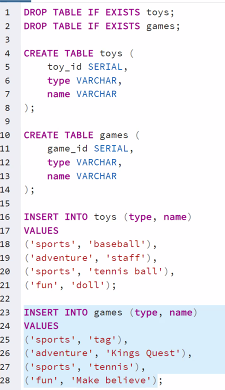 1 DROP TABLE IF EXISTS toys;
2 DROP TABLE IF EXISTS games;
3
4 CREATE TABLE toys (
5 toy_id SERIAL,
6 type VARCHAR,
7 name VARCHAR
8 );
9
10 CREATE TABLE games (
11 game_id SERIAL,
12 type VARCHAR,
13 name VARCHAR
14 );
15
16 INSERT INTO toys (type, name)
17 VALUES
18 ('sports', 'baseball'),
19 ('adventure', 'staff'),
20 ('sports', 'tennis ball'),
21 ('fun', 'doll');
22
23 INSERT INTO games (type, name)
24 VALUES
25 ('sports', 'tag'),
26 ('adventure', 'Kings Quest'),
27 ('sports', 'tennis'),
28 ('fun', 'Make believe');